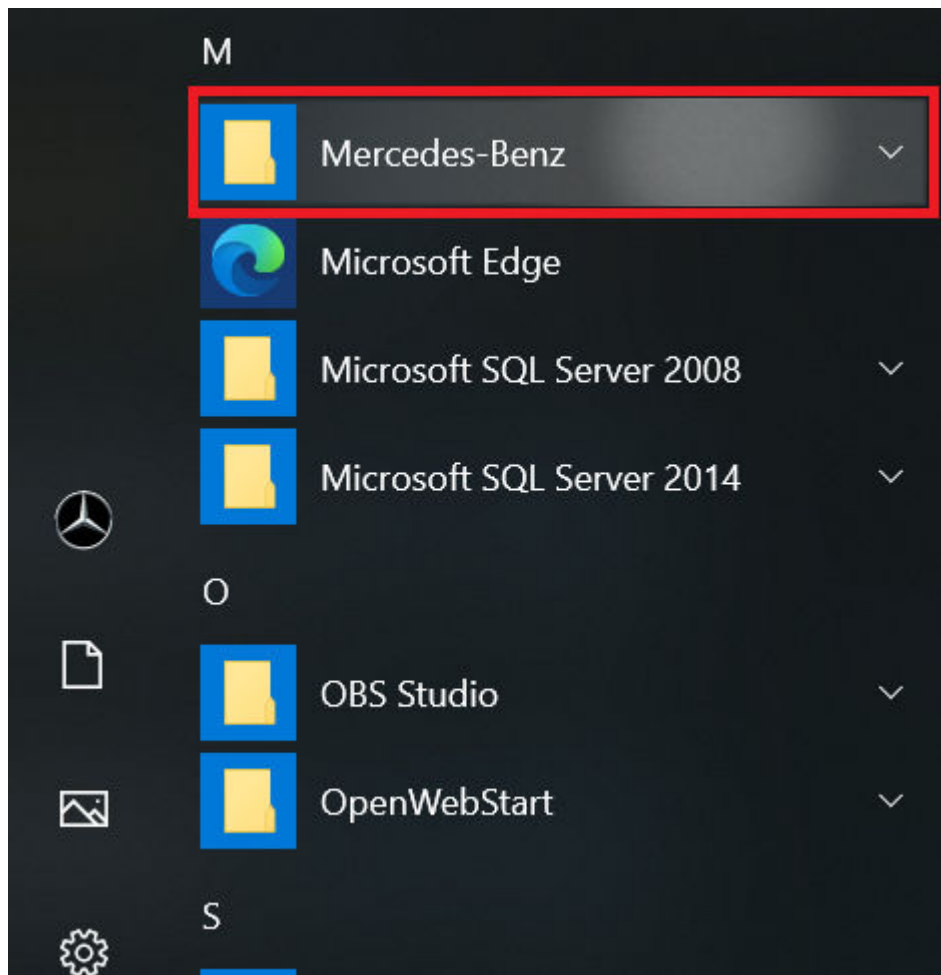 M
Mercedes-Benz
Microsoft Edge
Microsoft SQL Server 2008
Microsoft SQL Server 2014
O
OBS Studio
OpenWebStart
S